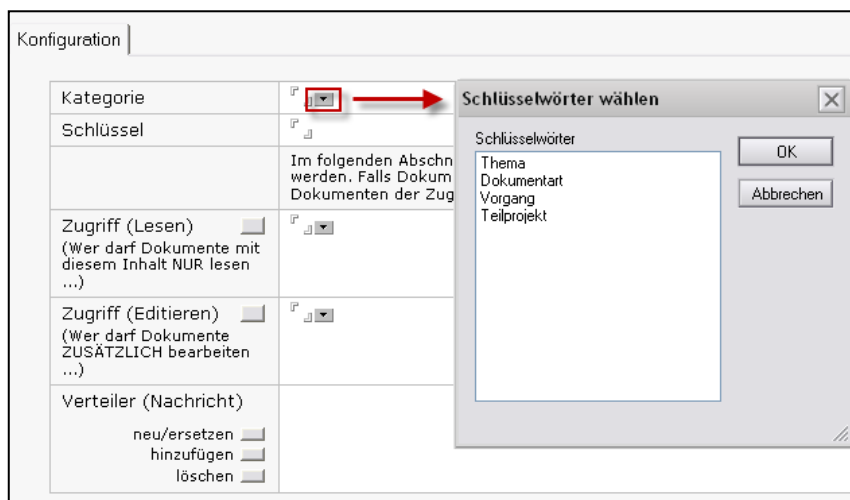 Konfiguration
Kategorie
Schlüssel
Im folgenden Abschn
werden. Falls Dokum
Dokumenten der Zug
Zugriff (Lesen)
(Wer darf Dokumente mit
diesem Inhalt NUR lesen
...)
Zugriff (Editieren)
(Wer darf Dokumente
ZUSÄTZLICH bearbeiten
...)
Verteiler (Nachricht)
neu/ersetzen
hinzufügen
löschen
Schlüsselwörter wählen
Schlüsselwörter
Thema
Dokumentart
Vorgang
Teilprojekt
OK
Abbrechen